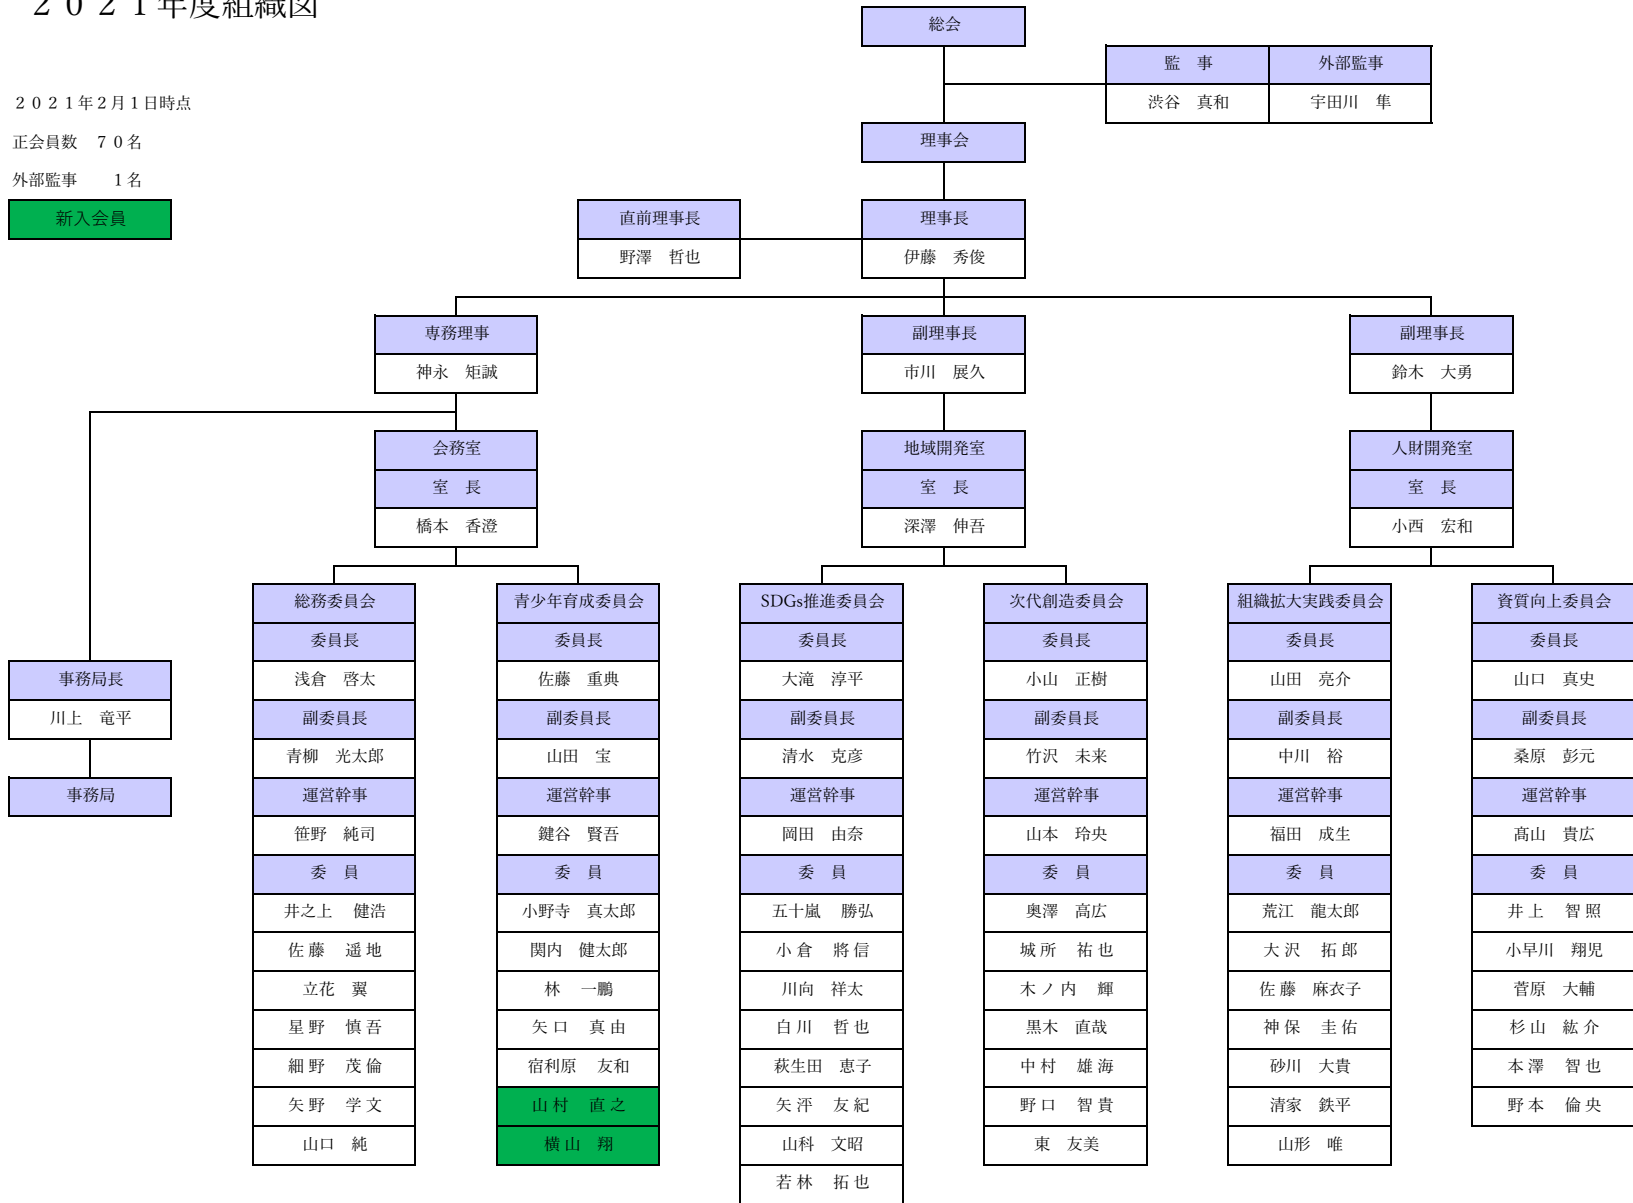 ２０２１年度組織図
総会
監　事
外部監事
渋谷　真和
宇田川　隼
２０２１年２月１日時点
正会員数　７０名
外部監事　　１名
新入会員
理事会
直前理事長
野澤　哲也
理事長
伊藤　秀俊
専務理事
神永　矩誠
副理事長
市川　展久
副理事長
鈴木　大勇
会務室
室　長
橋本　香澄
地域開発室
室　長
深澤　伸吾
人財開発室
室　長
小西　宏和
事務局長
川上　竜平
事務局
総務委員会
委員長
浅倉　啓太
副委員長
青柳　光太郎
運営幹事
笹野　純司
委　員
井之上　健浩
佐 藤　遥 地
立花　翼
星 野　慎 吾
細 野　茂 倫
矢 野　学 文
山口　純
青少年育成委員会
委員長
佐藤　重典
副委員長
山田　宝
運営幹事
鍵谷　賢吾
委　員
小野寺　真太郎
関内　健太郎
林　一鵬
矢 口　真 由
宿利原　友和
山 村　直 之
横 山　翔
SDGs推進委員会
委員長
大滝　淳平
副委員長
清水　克彦
運営幹事
岡田　由奈
委　員
五十嵐　勝弘
小 倉　將 信
川向　祥太
白 川　哲 也
萩生田　恵子
矢 泙　友 紀
山科　文昭
若 林　拓 也
次代創造委員会
委員長
小山　正樹
副委員長
竹沢　未来
運営幹事
山本　玲央
委　員
奥澤　高広
城 所　祐 也
木 ノ 内　輝
黒木　直哉
中 村　雄 海
野 口　智 貴
東　友美
組織拡大実践委員会
委員長
山田　亮介
副委員長
中川　裕
運営幹事
福田　成生
委　員
荒江　龍太郎
大 沢　拓 郎
佐 藤　麻衣子
神 保　圭 佑
砂川　大貴
清家　鉄平
山形　唯
資質向上委員会
委員長
山口　真史
副委員長
桑原　彭元
運営幹事
髙山　貴広
委　員
井 上　智 照
小早川　翔児
菅原　大輔
杉 山　紘 介
本 澤　智 也
野 本　倫 央